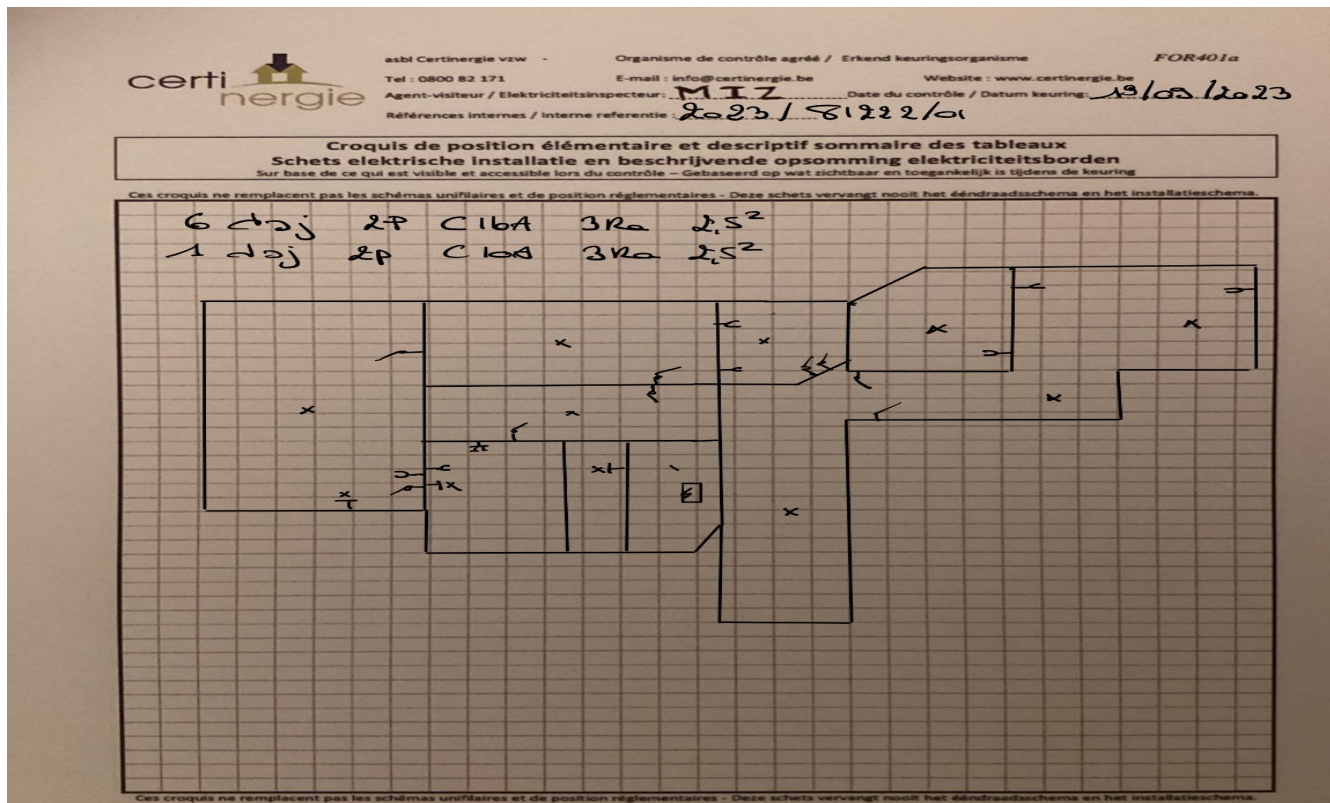 certinergie
asbl Certinergie vzw - Organisme de contrôle agréé / Erkend keuringsorganisme FOR401a
Tel : 0800 82 171 E-mail : info@certinergie.be Website : www.certinergie.be
Agent-visiteur / Elektriciteitsinspecteur: MIZ Date du contrôle / Datum keuring: 19/09/2023
Références internes / Interne referentie : 2023 / 81222/01
Croquis de position élémentaire et descriptif sommaire des tableaux
Schets elektrische installatie en beschrijvende opsomming elektriciteitsborden
Sur base de ce qui est visible et accessible lors du contrôle – Gebaseerd op wat zichtbaar en toegankelijk is tijdens de keuring
Ces croquis ne remplacent pas les schémas unifilaires et de position réglementaires - Deze schets vervangt nooit het ééndraadsschema en het installatieschema.
6 disj 2P C16A 3Ka 2,5²
1 disj 2P C10A 3Ka 2,5²
Ces croquis ne remplacent pas les schémas unifilaires et de position réglementaires - Deze schets vervangt nooit het ééndraadsschema en het installatieschema.